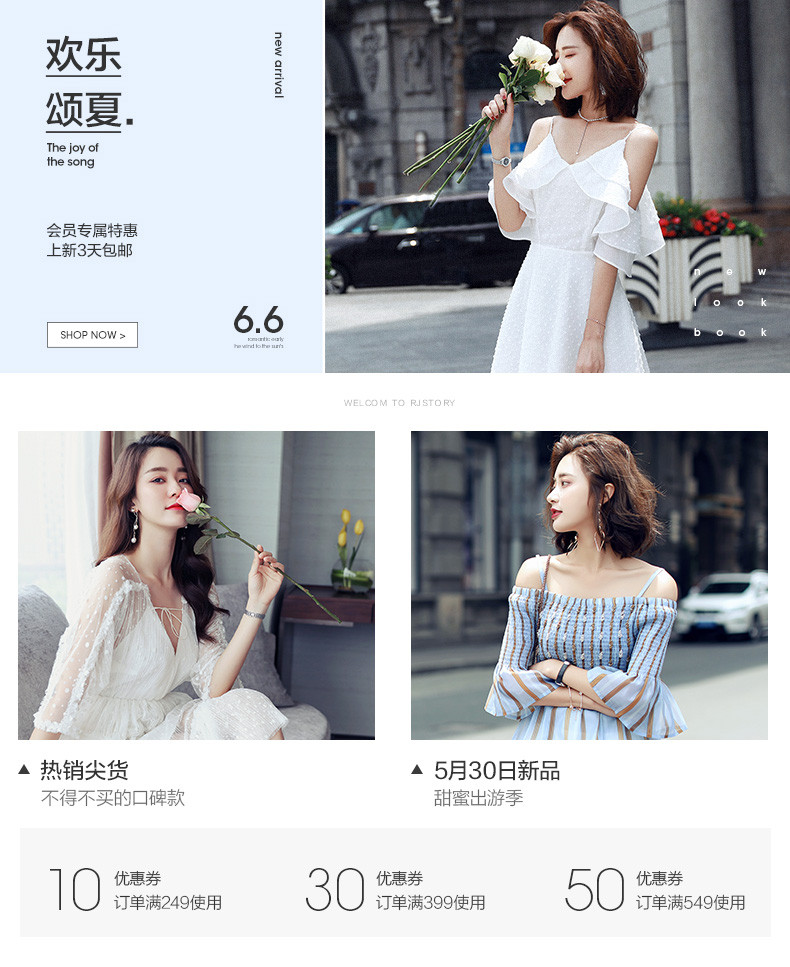 欢乐
颂夏.
The joy of
the song
new arrival
会员专属特惠
上新3天包邮
SHOP NOW >
6.6
romantic early
he wind to the sun's
new
look
book
WELCOM TO RJSTORY
▲ 热销尖货
不得不买的口碑款
▲ 5月30日新品
甜蜜出游季
10 优惠券
订单满249使用
30 优惠券
订单满399使用
50 优惠券
订单满549使用